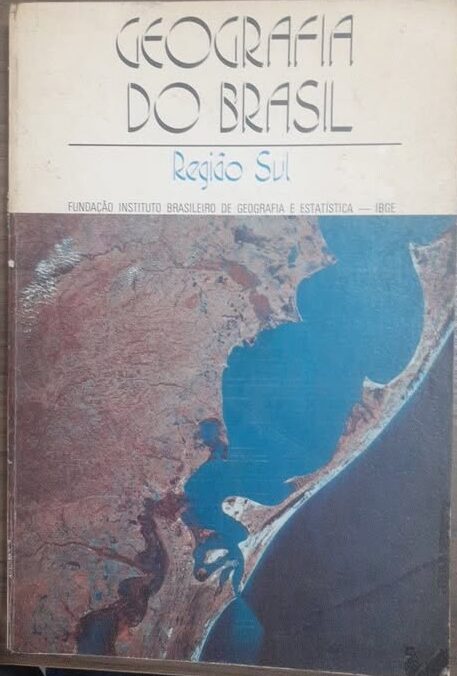 GEOGRAFIA
DO BRASIL
Região Sul
FUNDAÇÃO INSTITUTO BRASILEIRO DE GEOGRAFIA E ESTATÍSTICA — IBGE